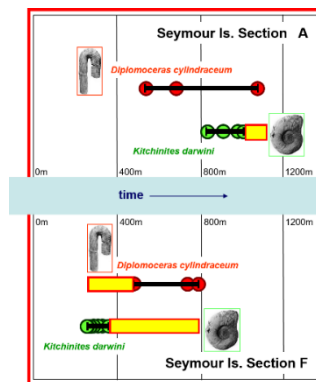 Seymour Is. Section A
Diplomoceras cylindraceum
Kitchinites darwini
0m 400m 800m 1200m
time
0m 400m 800m 1200m
Diplomoceras cylindraceum
Kitchinites darwini
Seymour Is. Section F